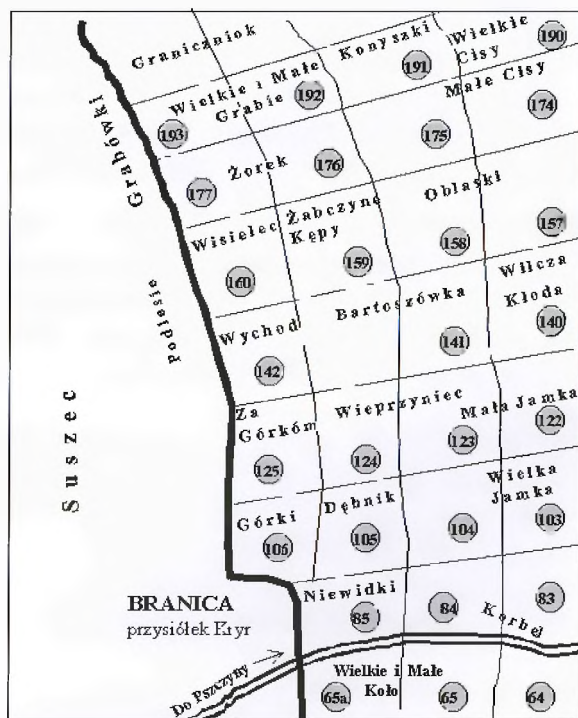 Graniczniok
Konyszki
Wielkie
Cisy
190
191
Wielkie i Małe
Grabie
192
Małe Cisy
174
193
Grabówki
175
Żorek
176
177
Obłaski
Żabczyne
Kępy
Wisielec
157
158
159
160
Podlesie
Wilcza
Kłoda
Bartoszówka
140
Wychod
141
142
Suszec
Za
Górkóm
Wieprzyniec
Mała Jamka
122
123
124
125
Wielka
Jamka
Dębnik
Górki
103
104
105
106
BRANICA
przysiółek Kryr
Niewidki
83
84
85
Korbel
Do Pszczyny
Wielkie i Małe
Koło
65a
65
64